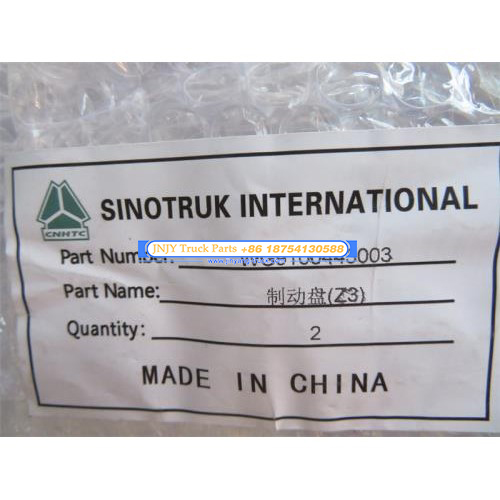 SINOTRUK INTERNATIONAL
CNHTC
JNJY Truck Parts +86 18754130588
Part Number:
Part Name: 制动盘(Z3)
Quantity: 2
MADE IN CHINA